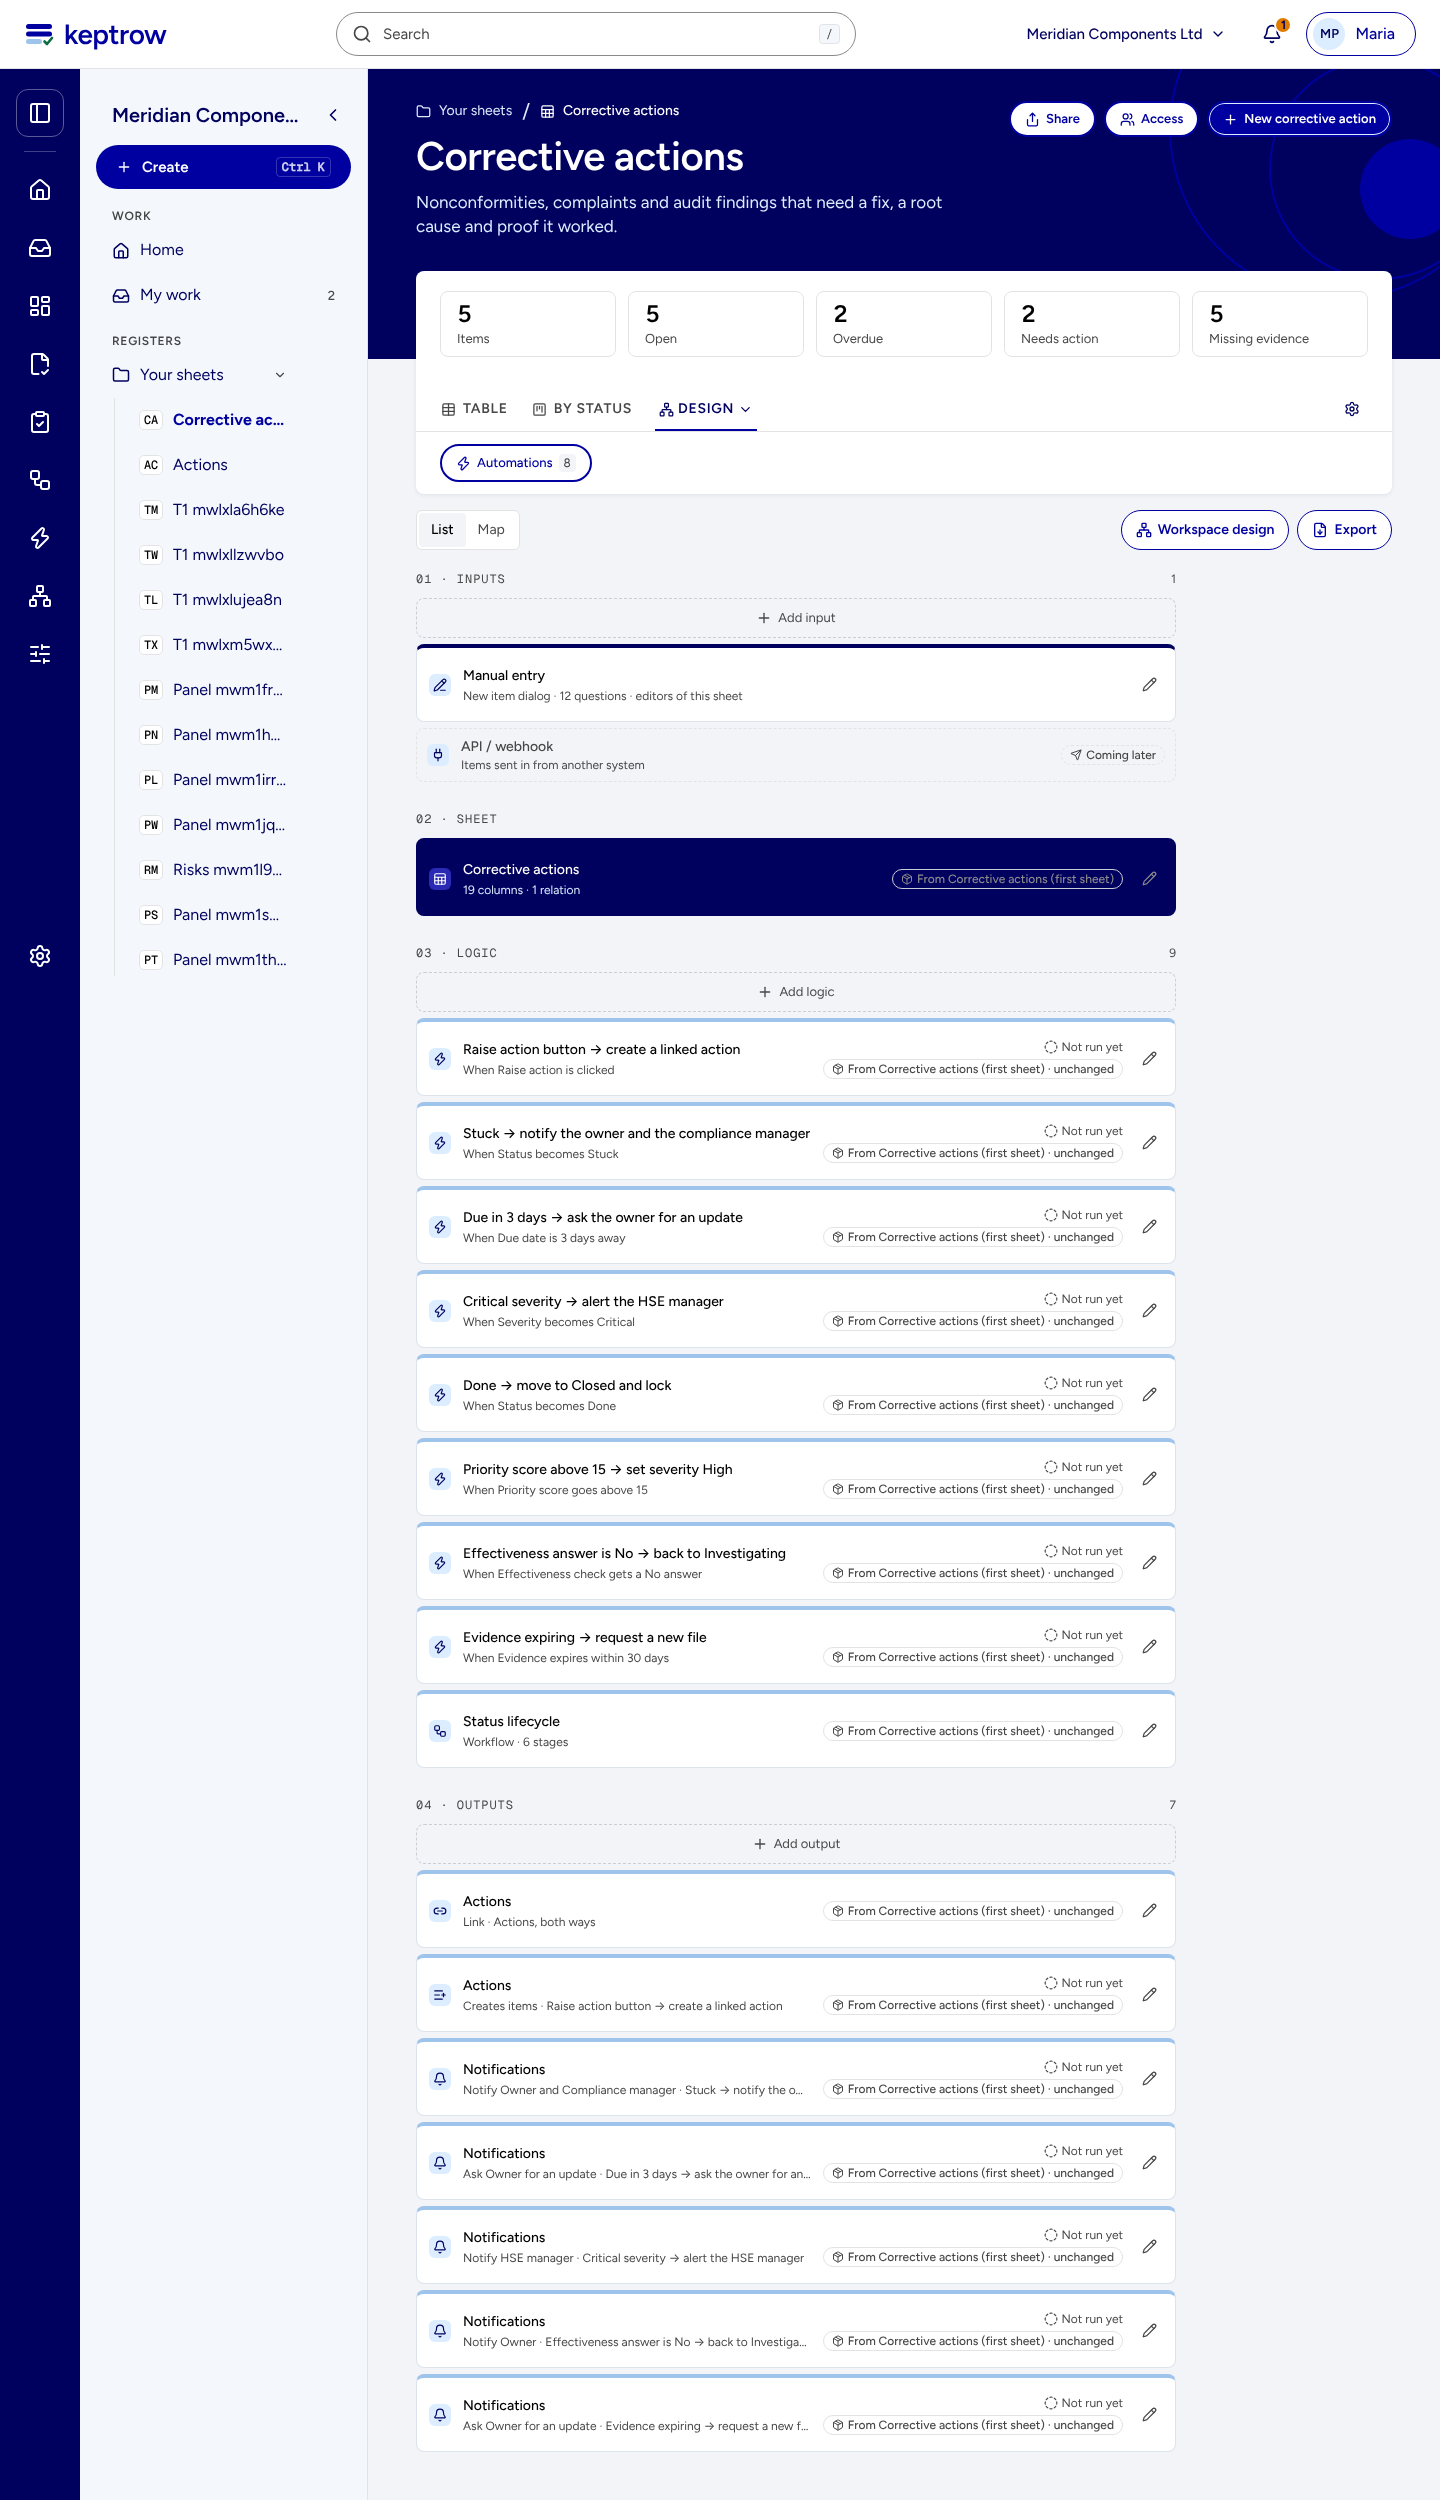 keptrow
Search
/
Meridian Components Ltd
1
MP
Maria
Meridian Compone...
Create
Ctrl K
WORK
Home
My work
2
REGISTERS
Your sheets
CA Corrective ac...
AC Actions
TM T1 mwlxla6h6ke
TW T1 mwlxllzwvbo
TL T1 mwlxlujea8n
TX T1 mwlxm5wx...
PM Panel mwm1fr...
PN Panel mwm1h...
PL Panel mwm1irr...
PW Panel mwm1jq...
RM Risks mwm1l9...
PS Panel mwm1s...
PT Panel mwm1th...
Your sheets / Corrective actions
Share
Access
New corrective action
Corrective actions
Nonconformities, complaints and audit findings that need a fix, a root
cause and proof it worked.
5
Items
5
Open
2
Overdue
2
Needs action
5
Missing evidence
TABLE
BY STATUS
DESIGN
Automations 8
List
Map
Workspace design
Export
01 · INPUTS
1
Add input
Manual entry
New item dialog · 12 questions · editors of this sheet
API / webhook
Items sent in from another system
Coming later
02 · SHEET
Corrective actions
19 columns · 1 relation
From Corrective actions (first sheet)
03 · LOGIC
9
Add logic
Raise action button → create a linked action
When Raise action is clicked
Not run yet
From Corrective actions (first sheet) · unchanged
Stuck → notify the owner and the compliance manager
When Status becomes Stuck
Not run yet
From Corrective actions (first sheet) · unchanged
Due in 3 days → ask the owner for an update
When Due date is 3 days away
Not run yet
From Corrective actions (first sheet) · unchanged
Critical severity → alert the HSE manager
When Severity becomes Critical
Not run yet
From Corrective actions (first sheet) · unchanged
Done → move to Closed and lock
When Status becomes Done
Not run yet
From Corrective actions (first sheet) · unchanged
Priority score above 15 → set severity High
When Priority score goes above 15
Not run yet
From Corrective actions (first sheet) · unchanged
Effectiveness answer is No → back to Investigating
When Effectiveness check gets a No answer
Not run yet
From Corrective actions (first sheet) · unchanged
Evidence expiring → request a new file
When Evidence expires within 30 days
Not run yet
From Corrective actions (first sheet) · unchanged
Status lifecycle
Workflow · 6 stages
From Corrective actions (first sheet) · unchanged
04 · OUTPUTS
7
Add output
Actions
Link · Actions, both ways
From Corrective actions (first sheet) · unchanged
Actions
Creates items · Raise action button → create a linked action
Not run yet
From Corrective actions (first sheet) · unchanged
Notifications
Notify Owner and Compliance manager · Stuck → notify the o...
Not run yet
From Corrective actions (first sheet) · unchanged
Notifications
Ask Owner for an update · Due in 3 days → ask the owner for an...
Not run yet
From Corrective actions (first sheet) · unchanged
Notifications
Notify HSE manager · Critical severity → alert the HSE manager
Not run yet
From Corrective actions (first sheet) · unchanged
Notifications
Notify Owner · Effectiveness answer is No → back to Investiga...
Not run yet
From Corrective actions (first sheet) · unchanged
Notifications
Ask Owner for an update · Evidence expiring → request a new f...
Not run yet
From Corrective actions (first sheet) · unchanged